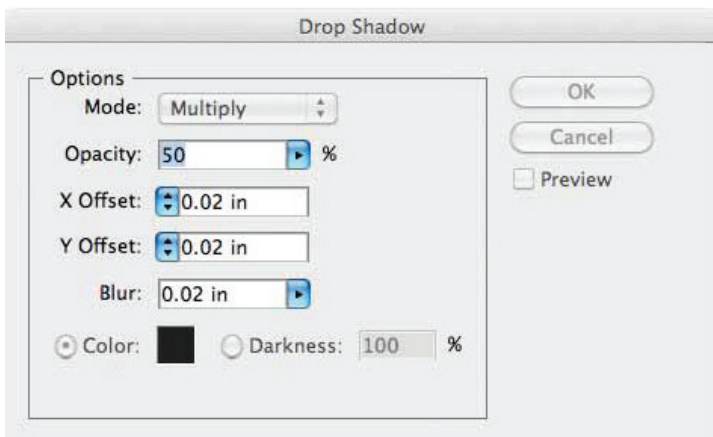 Drop Shadow
Options
Mode: Multiply
Opacity: 50 %
X Offset: 0.02 in
Y Offset: 0.02 in
Blur: 0.02 in
Color: Darkness: 100 %
OK
Cancel
Preview